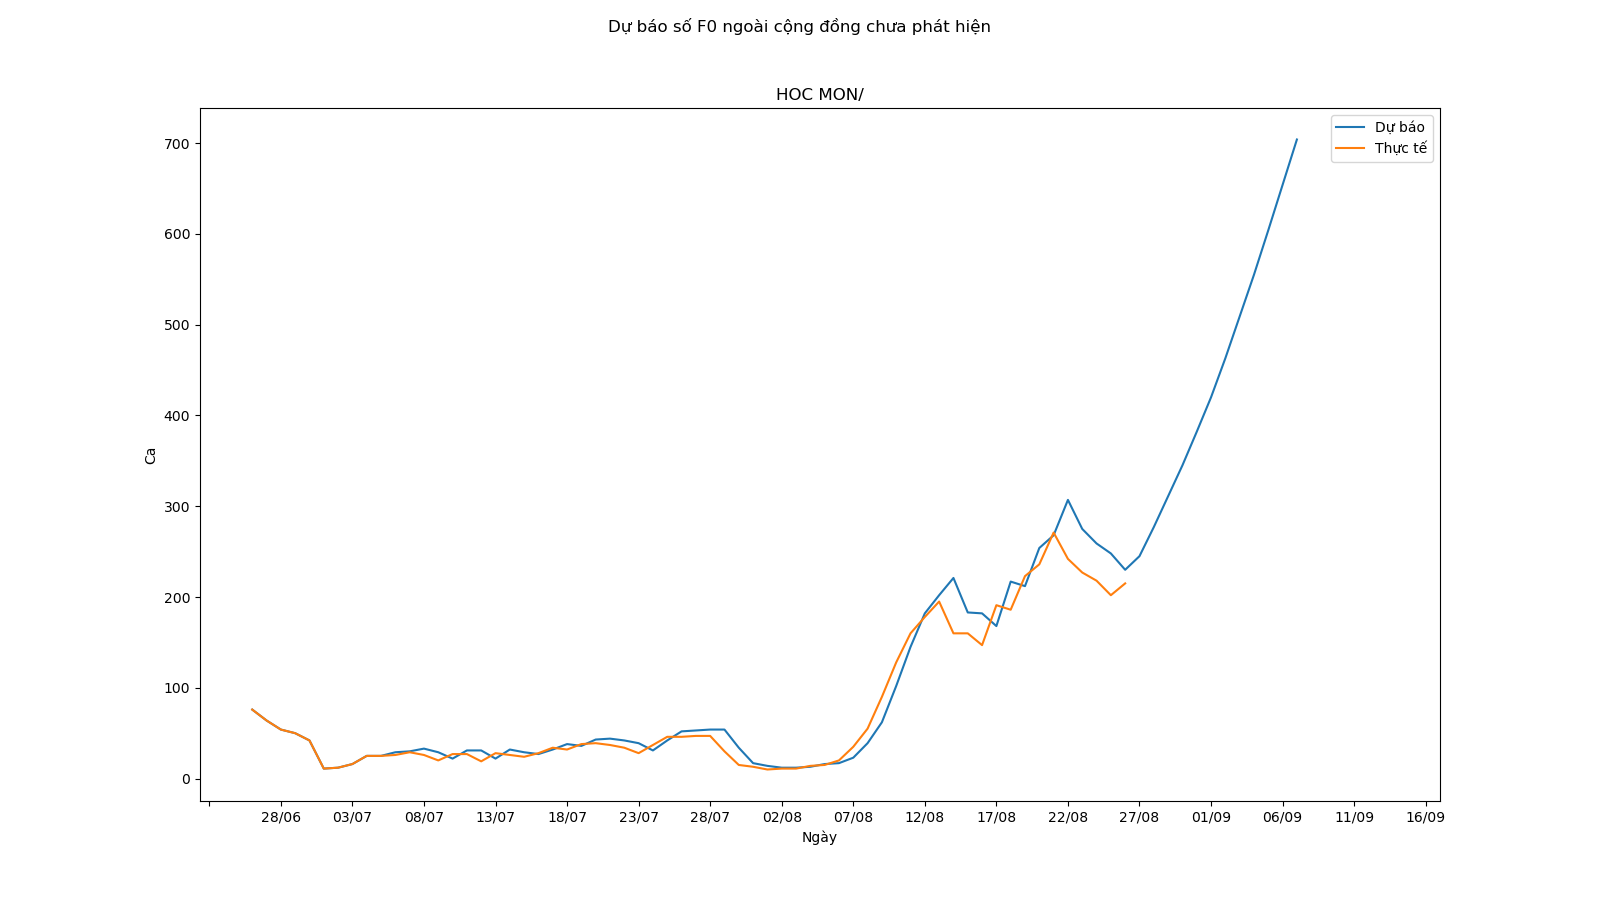 Dự báo số F0 ngoài cộng đồng chưa phát hiện
HOC MON/
Dự báo
Thực tế
700
600
500
400
300
200
100
0
Ca
28/06 03/07 08/07 13/07 18/07 23/07 28/07 02/08 07/08 12/08 17/08 22/08 27/08 01/09 06/09 11/09 16/09
Ngày